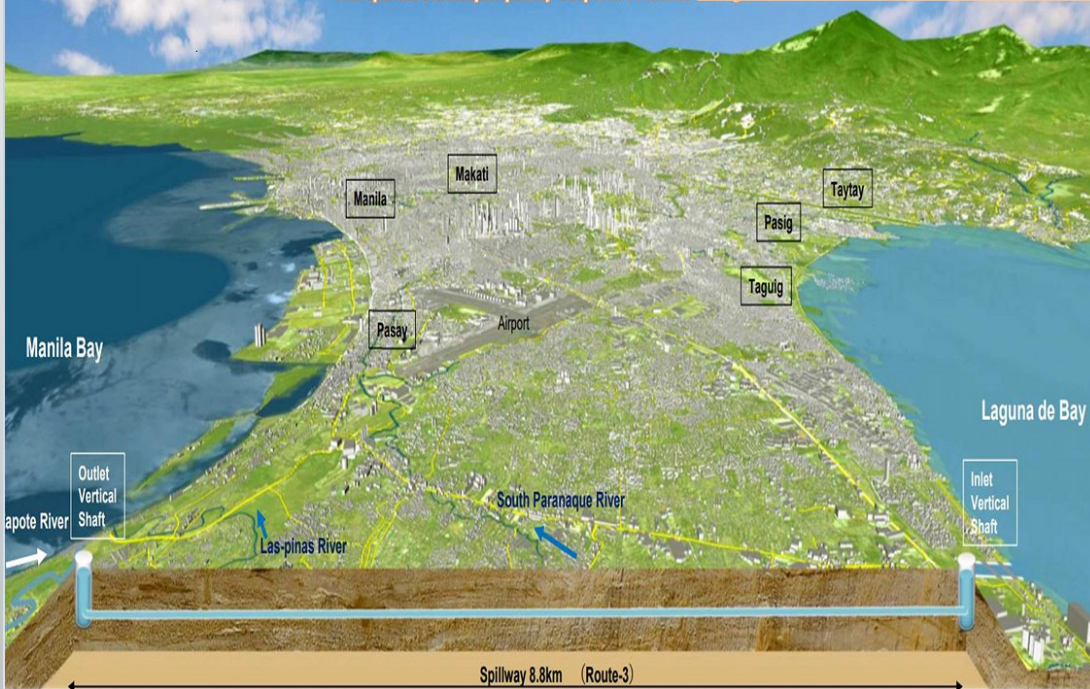 Makati
Manila
Taytay
Pasig
Taguig
Pasay
Airport
Manila Bay
Laguna de Bay
Outlet
Vertical
Shaft
Inlet
Vertical
Shaft
apote River
South Paranaque River
Las-pinas River
Spillway 8.8km (Route-3)